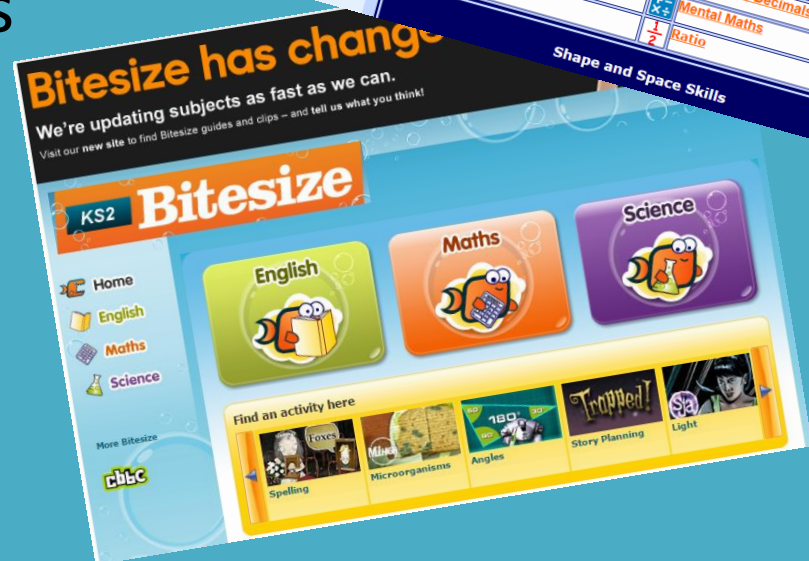 s
Decimals
Mental Maths
1
2
Ratio
Shape and Space Skills
Bitesize has
We're updating subjects as fast as we can.
Visit our new site to find Bitesize guides and clips – and tell us what you think!
KS2 Bitesize
Home
English
Maths
Science
More Bitesize
cbbc
English
Maths
Science
Find an activity here
Foxes
180°
Trapped!
Spelling
Microorganisms
Angles
Story Planning
Light